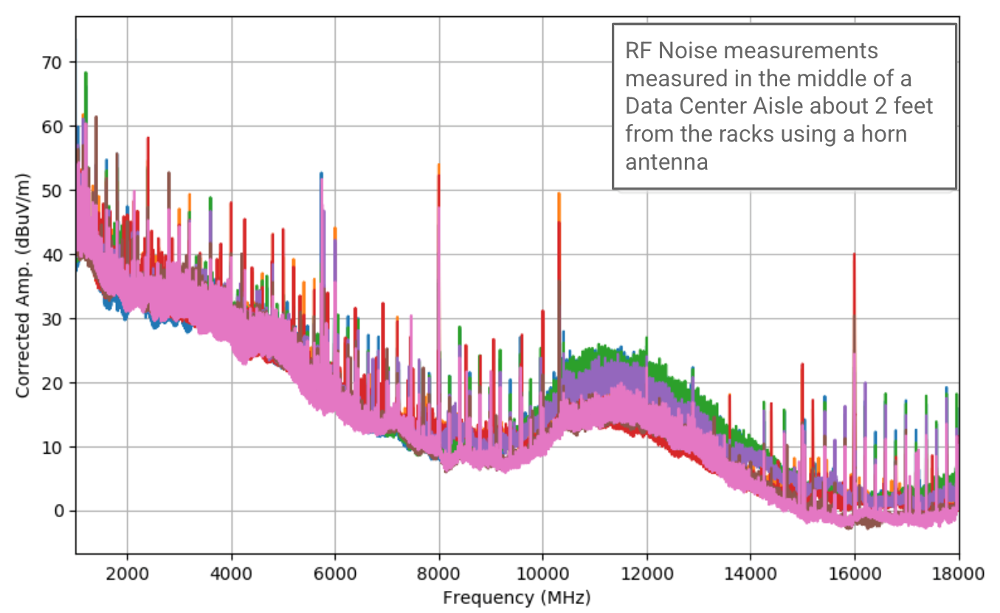 RF Noise measurements
measured in the middle of a
Data Center Aisle about 2 feet
from the racks using a horn
antenna
70
60
50
40
30
20
10
0
Corrected Amp. (dBuV/m)
2000 4000 6000 8000 10000 12000 14000 16000 18000
Frequency (MHz)